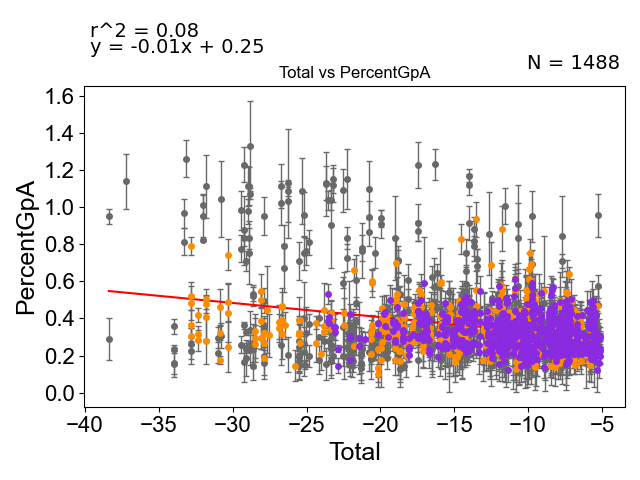 r^2 = 0.08
y = -0.01x + 0.25
N = 1488
Total vs PercentGpA
PercentGpA
1.6
1.4
1.2
1.0
0.8
0.6
0.4
0.2
0.0
−40 −35 −30 −25 −20 −15 −10 −5
Total